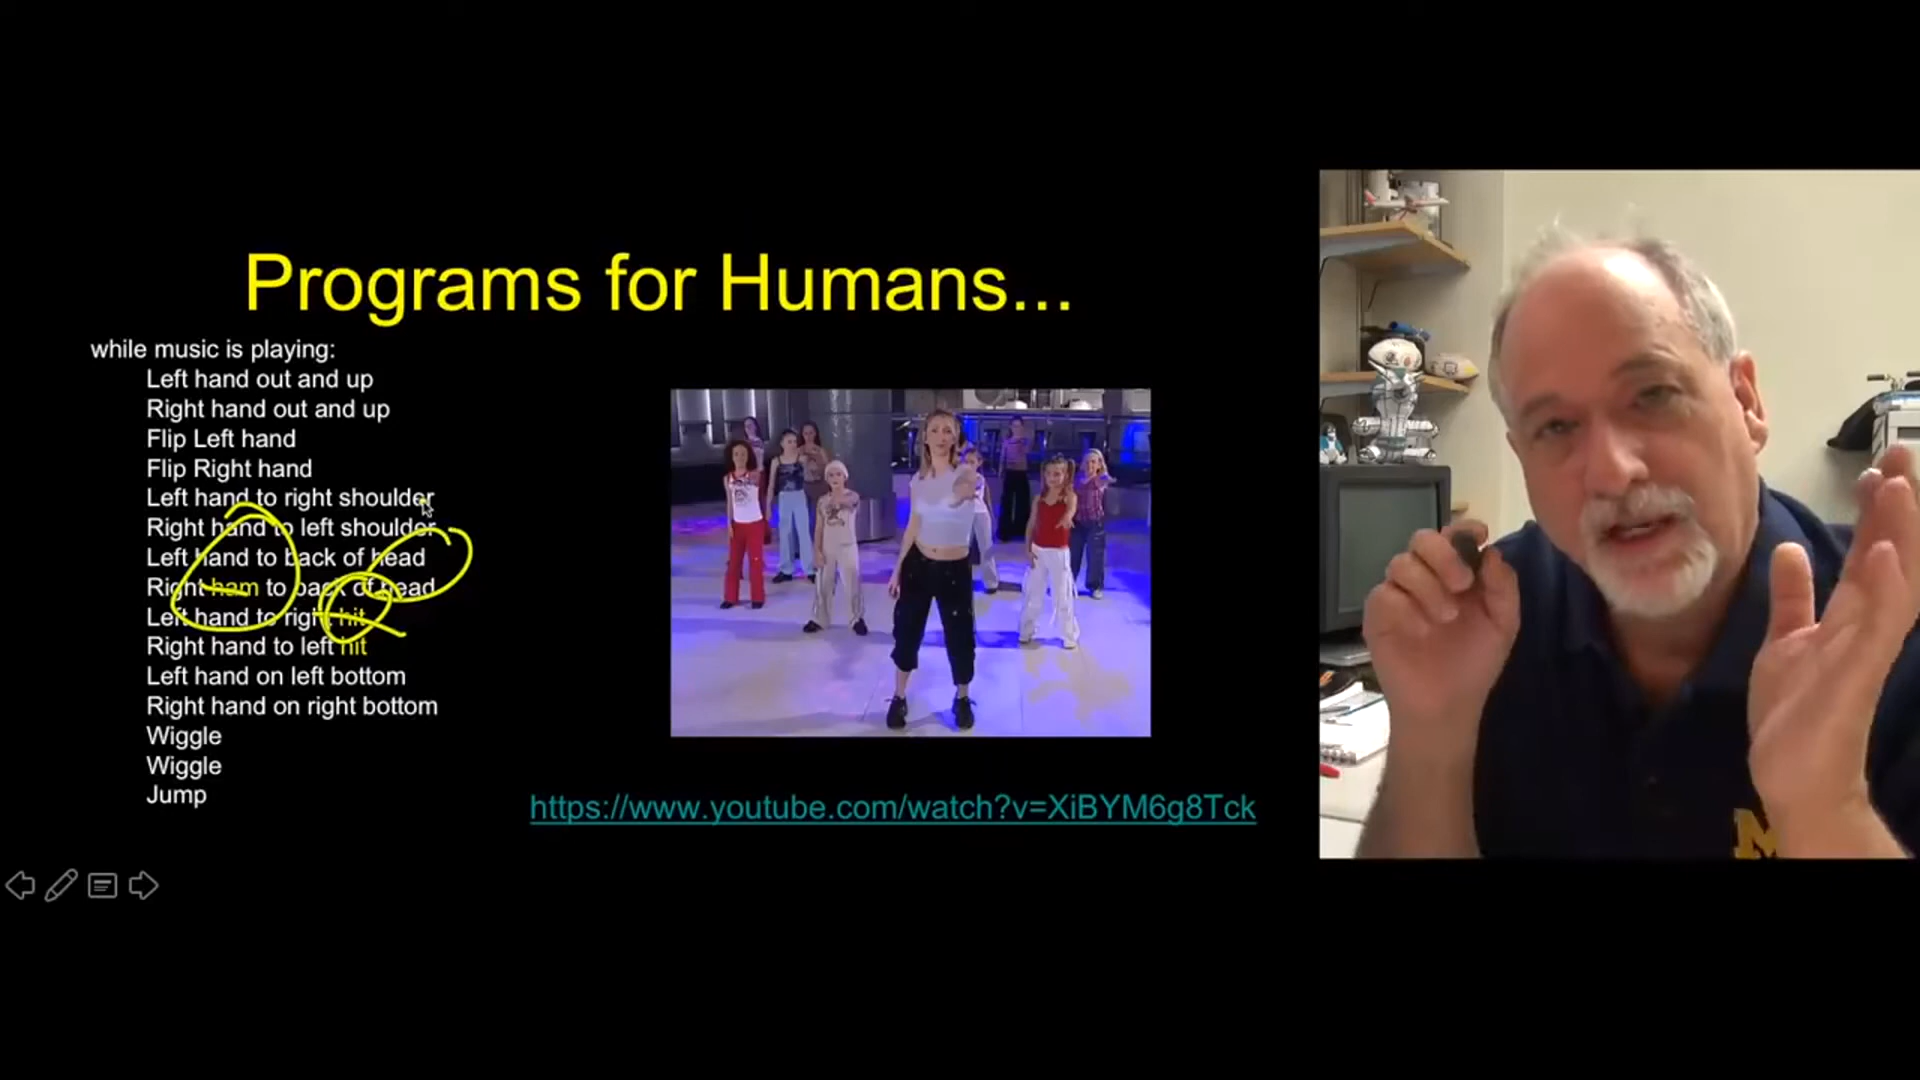 Programs for Humans...
while music is playing:
Left hand out and up
Right hand out and up
Flip Left hand
Flip Right hand
Left hand to right shoulder
Right hand to left shoulder
Left hand to back of head
Right ham to back of head
Left hand to right hit
Right hand to left hit
Left hand on left bottom
Right hand on right bottom
Wiggle
Wiggle
Jump
https://www.youtube.com/watch?v=XiBYM6g8Tck
M